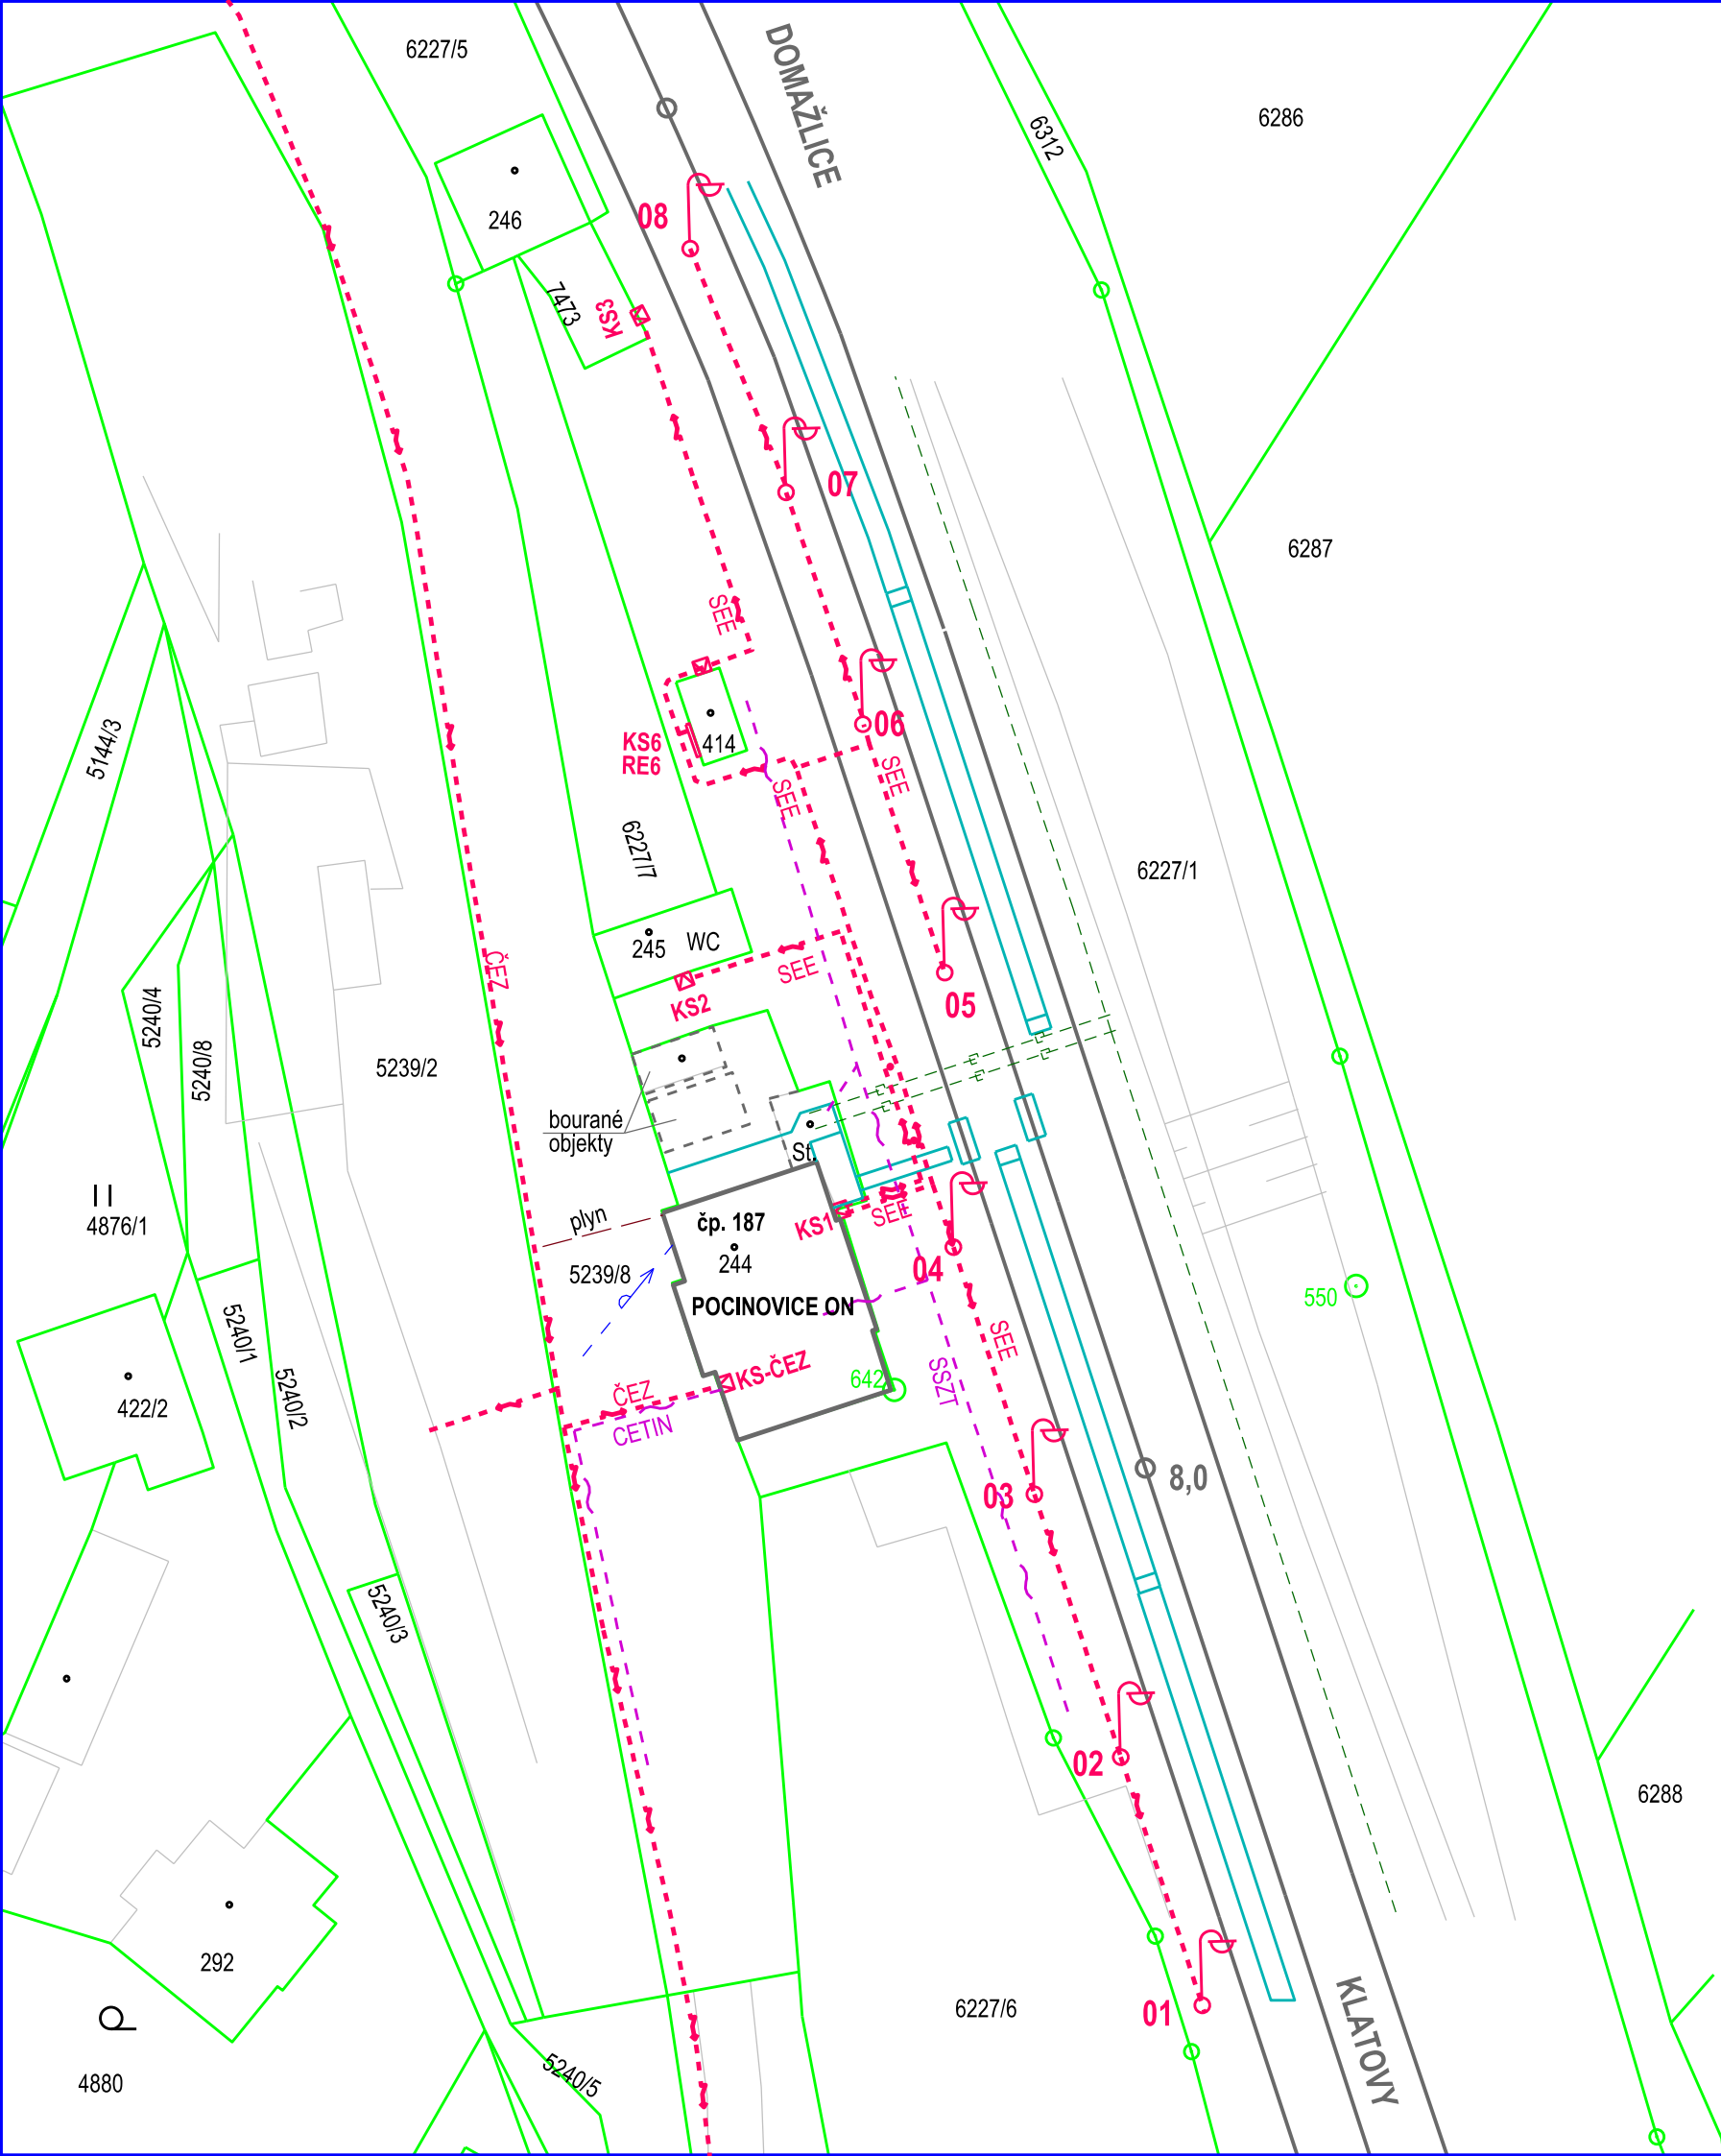 6227/5
DOMAŽLICE
6312
6286
246
08
7473
KS3
07
6287
SEE
KS6
RE6
414
06
SEE
SEE
5144/3
6227/7
6227/1
245
WC
SEE
KS2
05
ČEZ
5240/4
5240/8
5239/2
bourané
objekty
St.
4876/1
plyn
čp. 187
KS1
SEE
244
5239/8
04
POCINOVICE ON
550
5240/1
5240/2
SEE
KS-ČEZ
642
SSZT
ČEZ
CETIN
422/2
8,0
03
5240/3
02
6288
292
01
6227/6
KLATOVY
5240/5
4880